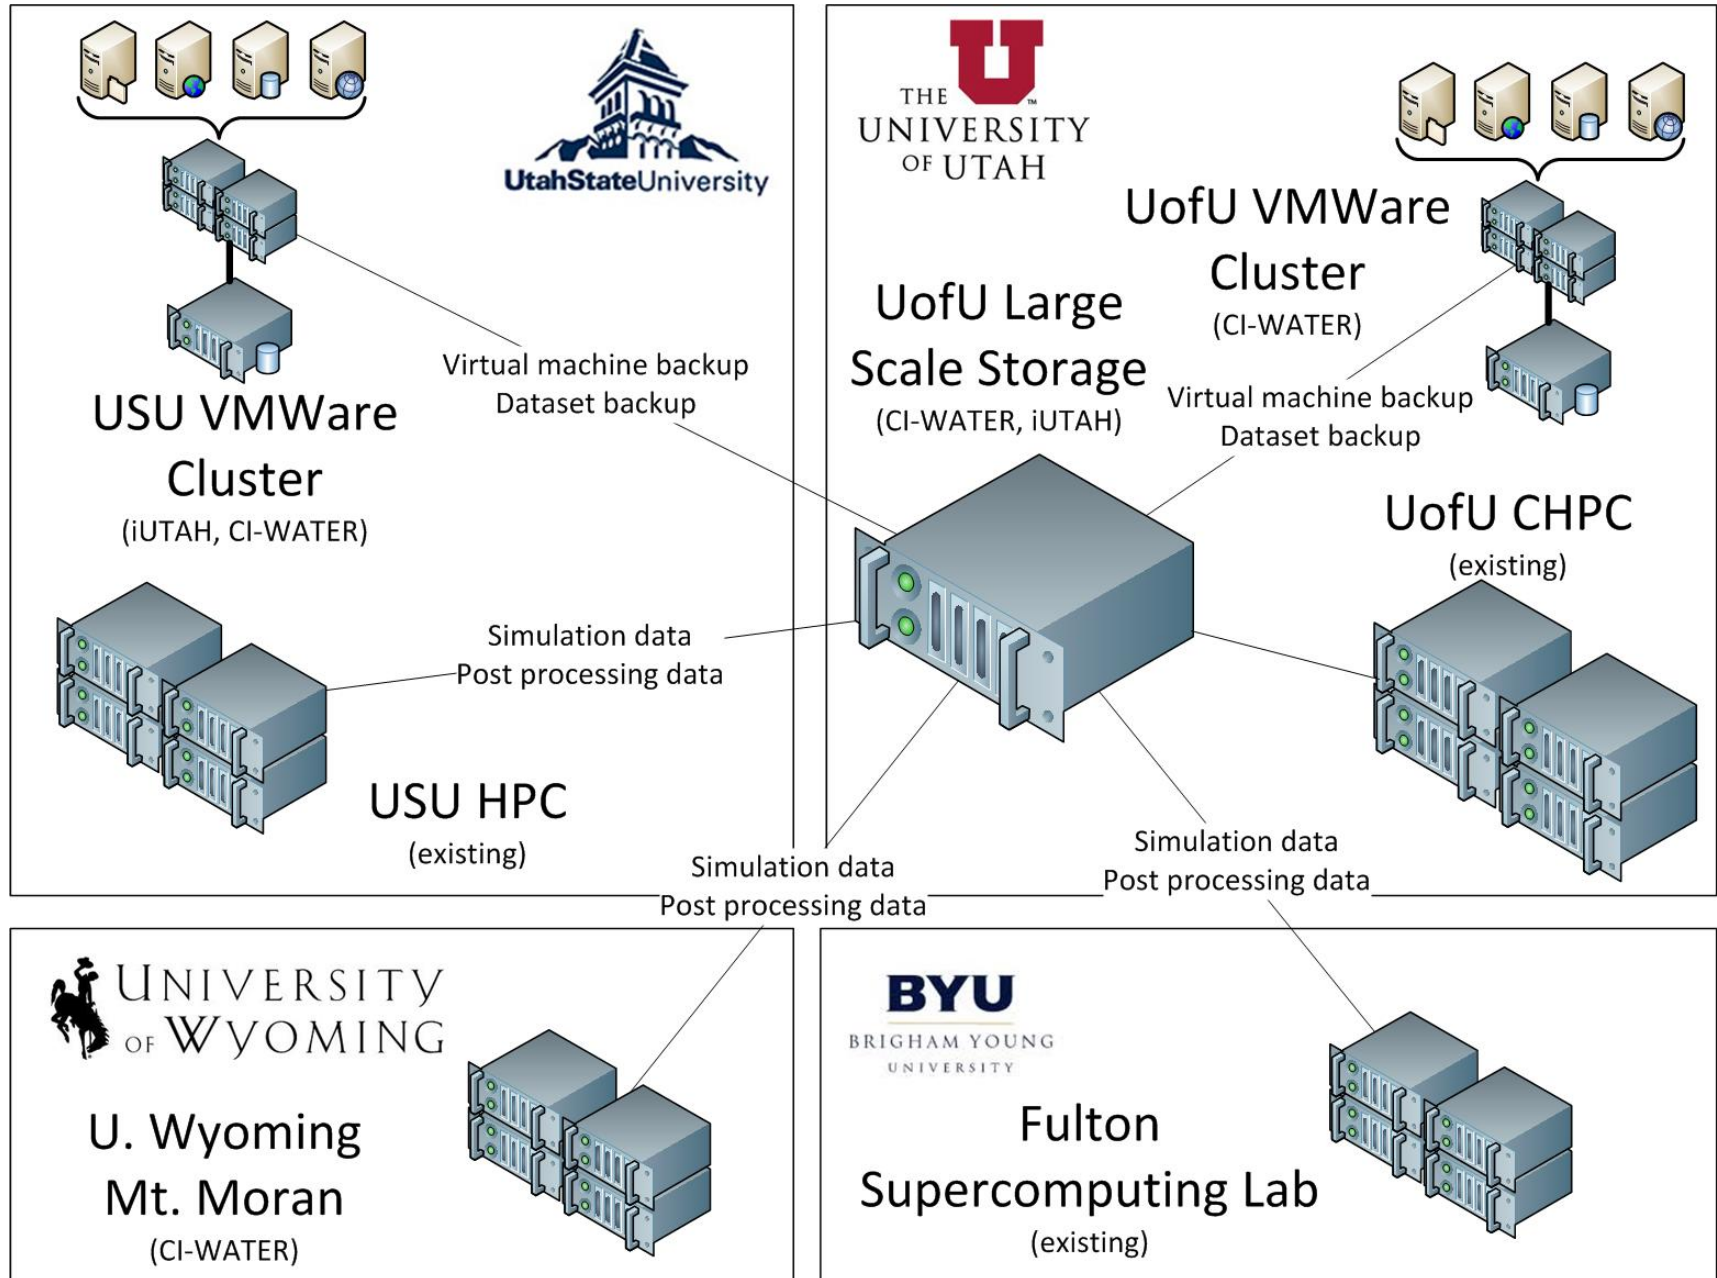 UtahStateUniversity
Virtual machine backup
Dataset backup
USU VMWare
Cluster
(iUTAH, CI-WATER)
Simulation data
Post processing data
USU HPC
(existing)
U
TM
THE
UNIVERSITY
OF UTAH
UofU VMWare
Cluster
(CI-WATER)
UofU Large
Scale Storage
(CI-WATER, iUTAH)
Virtual machine backup
Dataset backup
UofU CHPC
(existing)
Simulation data
Post processing data
Simulation data
Post processing data
UNIVERSITY
OF WYOMING
U. Wyoming
Mt. Moran
(CI-WATER)
BYU
BRIGHAM YOUNG
UNIVERSITY
Fulton
Supercomputing Lab
(existing)